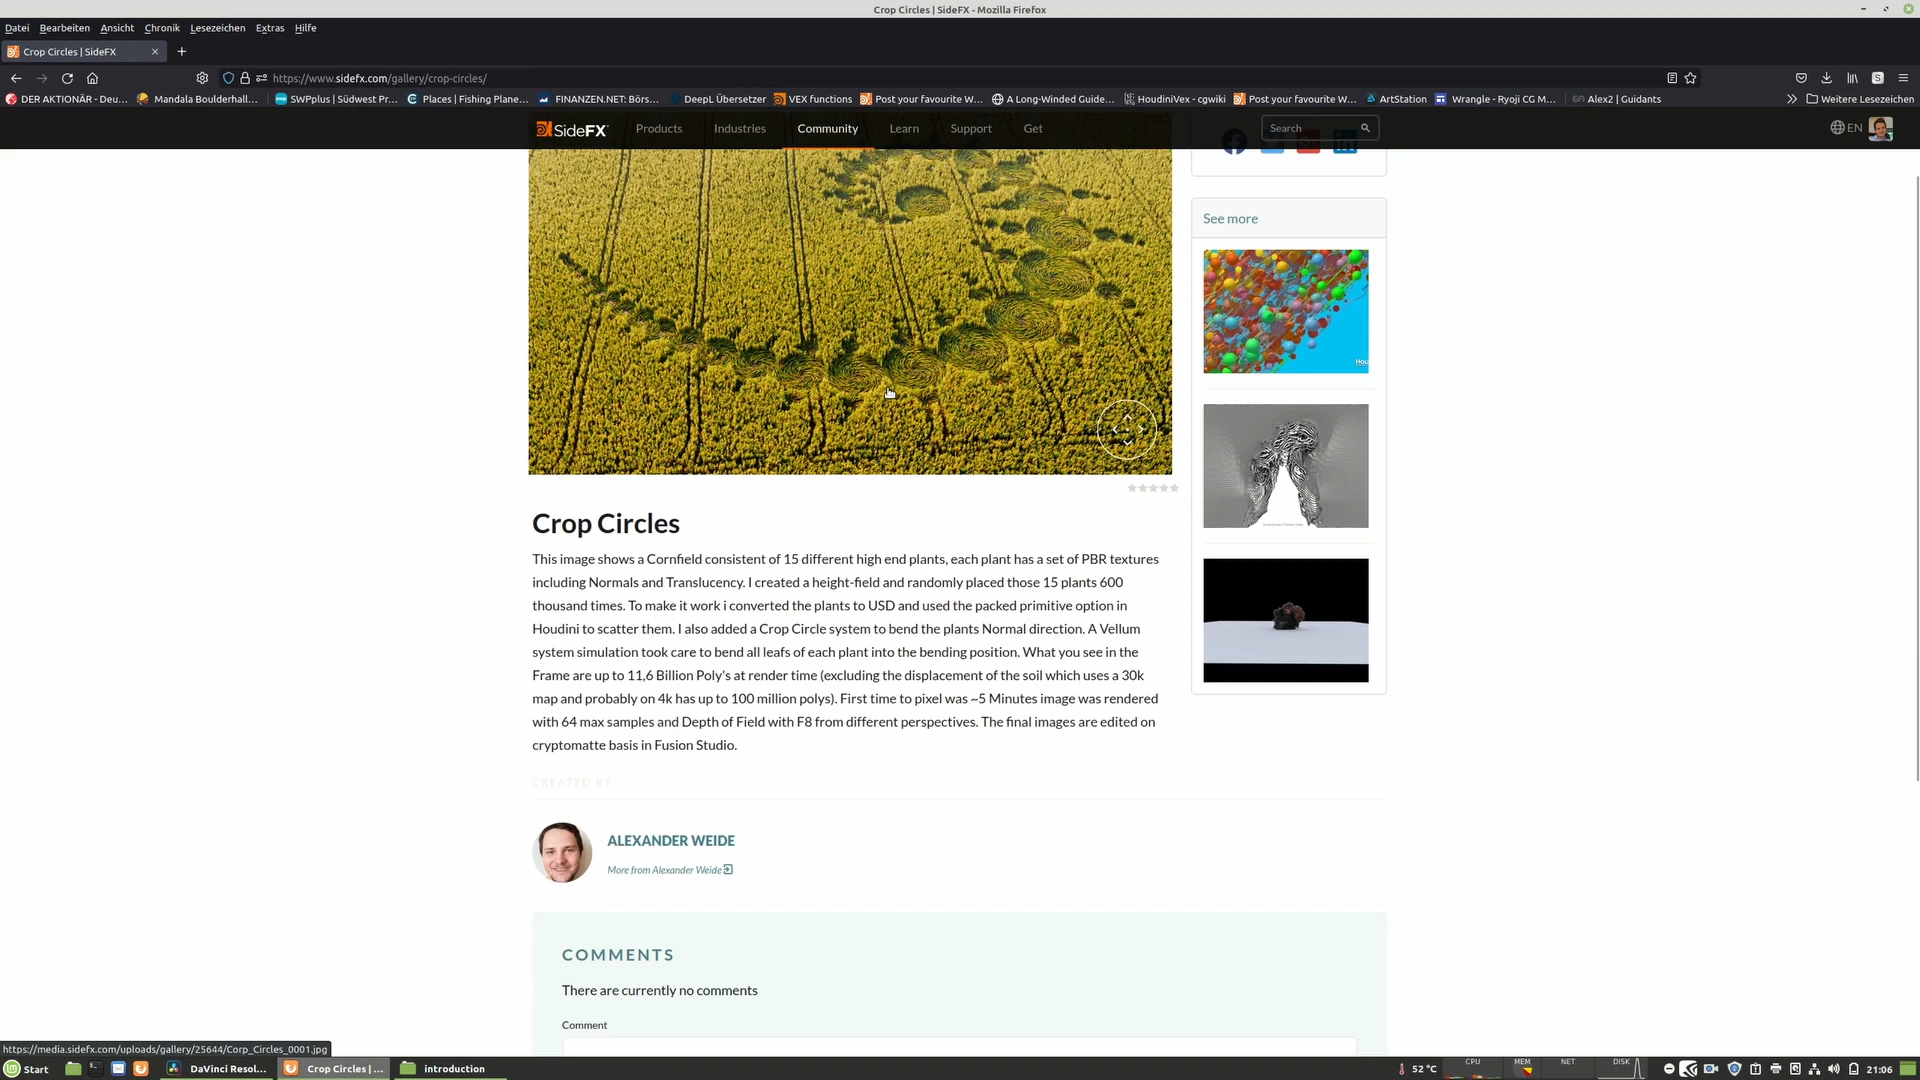 Crop Circles | SideFX - Mozilla Firefox
Datei Bearbeiten Ansicht Chronik Lesezeichen Extras Hilfe
Crop Circles | SideFX
https://www.sidefx.com/gallery/crop-circles/
DER AKTIONÄR - Deu… Mandala Boulderhall… SWPplus | Südwest Pr… Places | Fishing Plane… FINANZEN.NET: Börs… DeepL Übersetzer VEX functions Post your favourite W… A Long-Winded Guide… HoudiniVex - cgwiki Post your favourite W… ArtStation Wrangle - Ryoji CG M… Alex2 | Guidants Weitere Lesezeichen
SideFX Products Industries Community Learn Support Get Search EN
See more
Hou
Crop Circles
This image shows a Cornfield consistent of 15 different high end plants, each plant has a set of PBR textures
including Normals and Translucency. I created a height-field and randomly placed those 15 plants 600
thousand times. To make it work i converted the plants to USD and used the packed primitive option in
Houdini to scatter them. I also added a Crop Circle system to bend the plants Normal direction. A Vellum
system simulation took care to bend all leafs of each plant into the bending position. What you see in the
Frame are up to 11,6 Billion Poly's at render time (excluding the displacement of the soil which uses a 30k
map and probably on 4k has up to 100 million polys). First time to pixel was ~5 Minutes image was rendered
with 64 max samples and Depth of Field with F8 from different perspectives. The final images are edited on
cryptomatte basis in Fusion Studio.
CREATED BY
ALEXANDER WEIDE
More from Alexander Weide
COMMENTS
There are currently no comments
Comment
https://media.sidefx.com/uploads/gallery/25644/Corp_Circles_0001.jpg
Start DaVinci Resol... Crop Circles | ... introduction 52 °C CPU MEM NET DISK 21:06